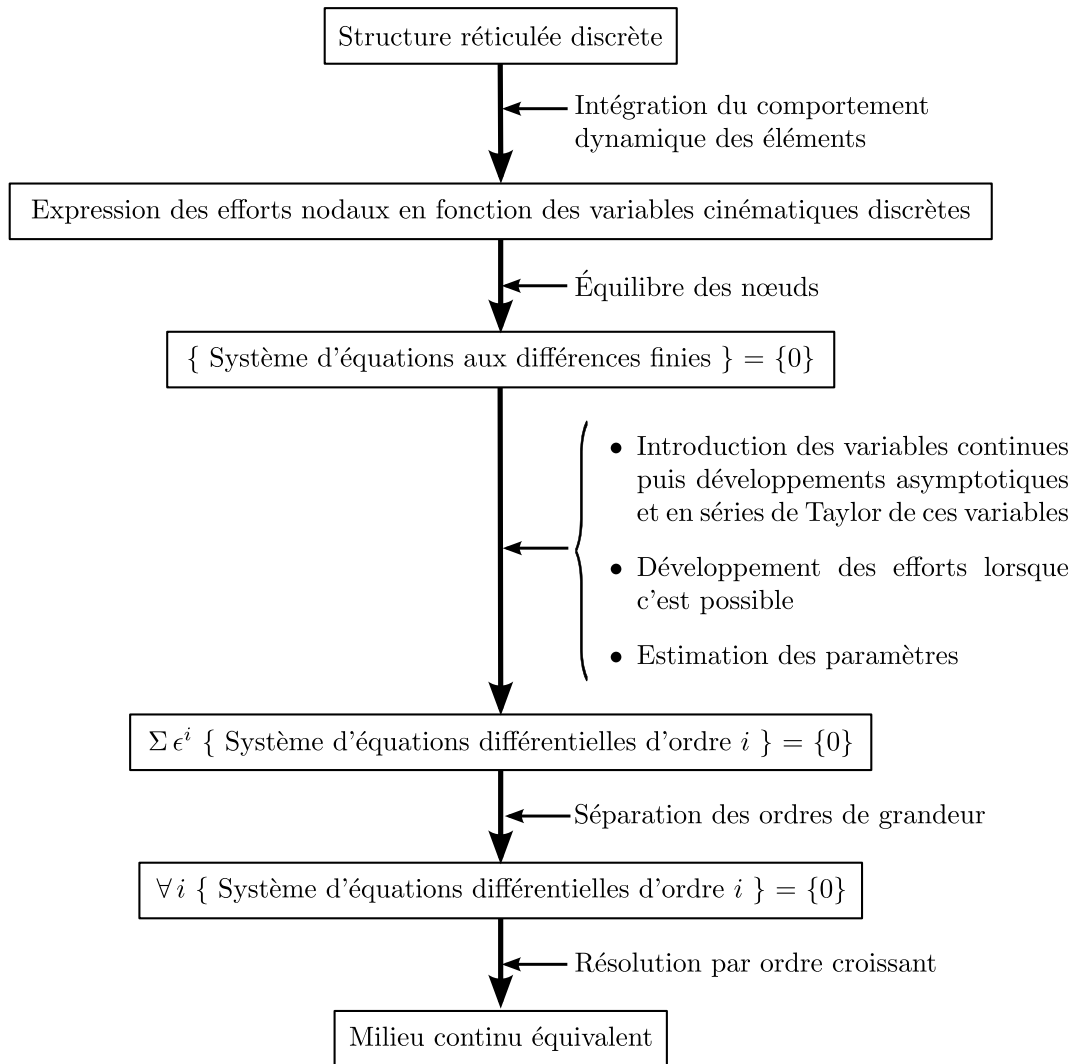 Structure réticulée discrète
Intégration du comportement
dynamique des éléments
Expression des efforts nodaux en fonction des variables cinématiques discrètes
Équilibre des nœuds
{ Système d'équations aux différences finies } = {0}
• Introduction des variables continues
puis développements asymptotiques
et en séries de Taylor de ces variables
• Développement des efforts lorsque
c'est possible
• Estimation des paramètres
Σ ϵⁱ { Système d'équations différentielles d'ordre i } = {0}
Séparation des ordres de grandeur
∀ i { Système d'équations différentielles d'ordre i } = {0}
Résolution par ordre croissant
Milieu continu équivalent